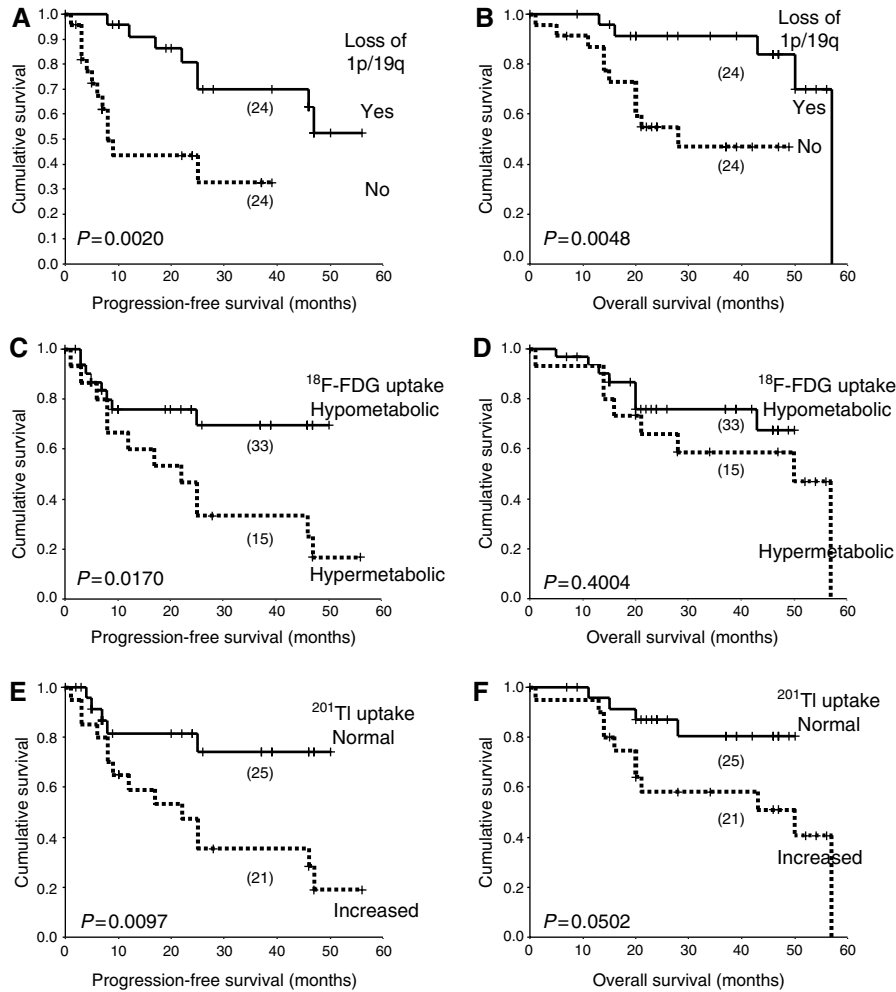 A
Cumulative survival
1.0
0.9
0.8
0.7
0.6
0.5
0.4
0.3
0.2
0.1
0.0
Loss of
1p/19q
(24)
Yes
No
(24)
P=0.0020
0 10 20 30 40 50 60
Progression-free survival (months)
B
Cumulative survival
1.0
0.9
0.8
0.7
0.6
0.5
0.4
0.3
0.2
0.1
0.0
Loss of
1p/19q
(24)
Yes
No
(24)
P=0.0048
0 10 20 30 40 50 60
Overall survival (months)
C
Cumulative survival
1.0
0.8
0.6
0.4
0.2
0.0
18F-FDG uptake
Hypometabolic
(33)
(15)
Hypermetabolic
P=0.0170
0 10 20 30 40 50 60
Progression-free survival (months)
D
Cumulative survival
1.0
0.8
0.6
0.4
0.2
0.0
18F-FDG uptake
Hypometabolic
(33)
(15)
Hypermetabolic
P=0.4004
0 10 20 30 40 50 60
Overall survival (months)
E
Cumulative survival
1.0
0.8
0.6
0.4
0.2
0.0
201Tl uptake
Normal
(25)
(21)
Increased
P=0.0097
0 10 20 30 40 50 60
Progression-free survival (months)
F
Cumulative survival
1.0
0.8
0.6
0.4
0.2
0.0
201Tl uptake
Normal
(25)
(21)
Increased
P=0.0502
0 10 20 30 40 50 60
Overall survival (months)